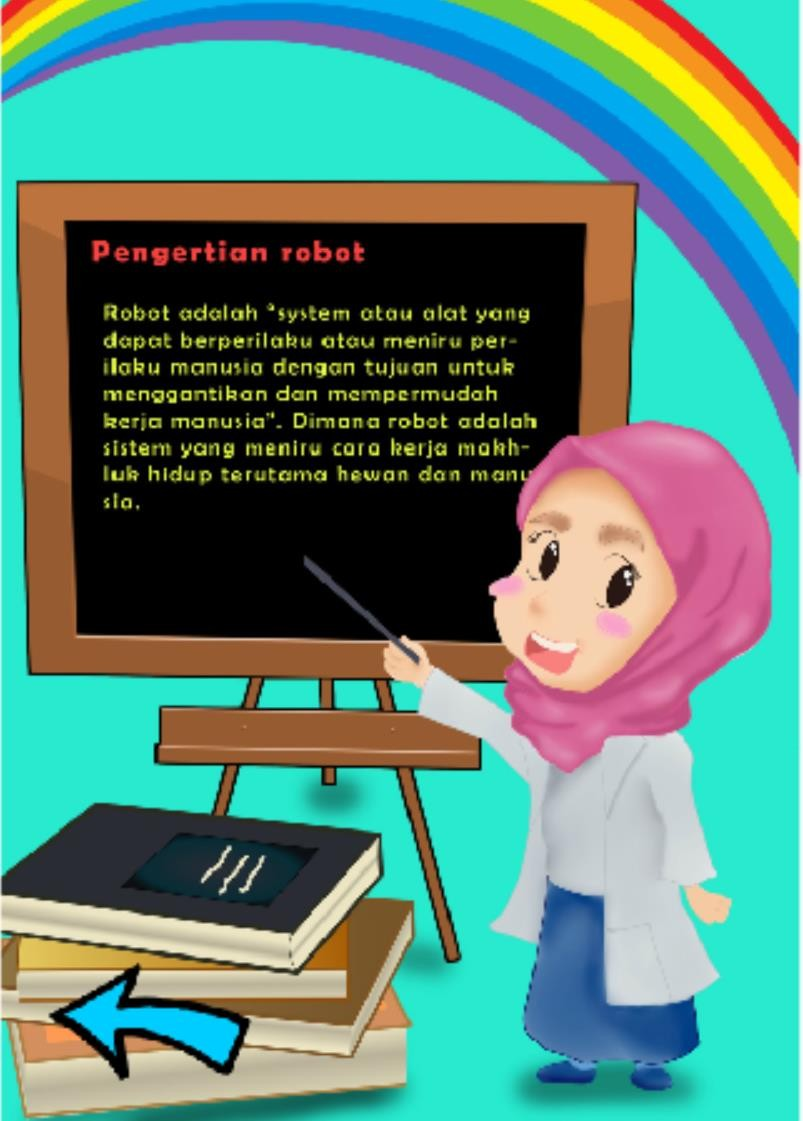 Pengertian robot
Robot adalah "system atau alat yang
dapat berperilaku atau meniru per-
ilaku manusia dengan tujuan untuk
menggantikan dan mempermudah
kerja manusia". Dimana robot adalah
sistem yang meniru cara kerja makh-
luk hidup terutama hewan dan manu
sia.